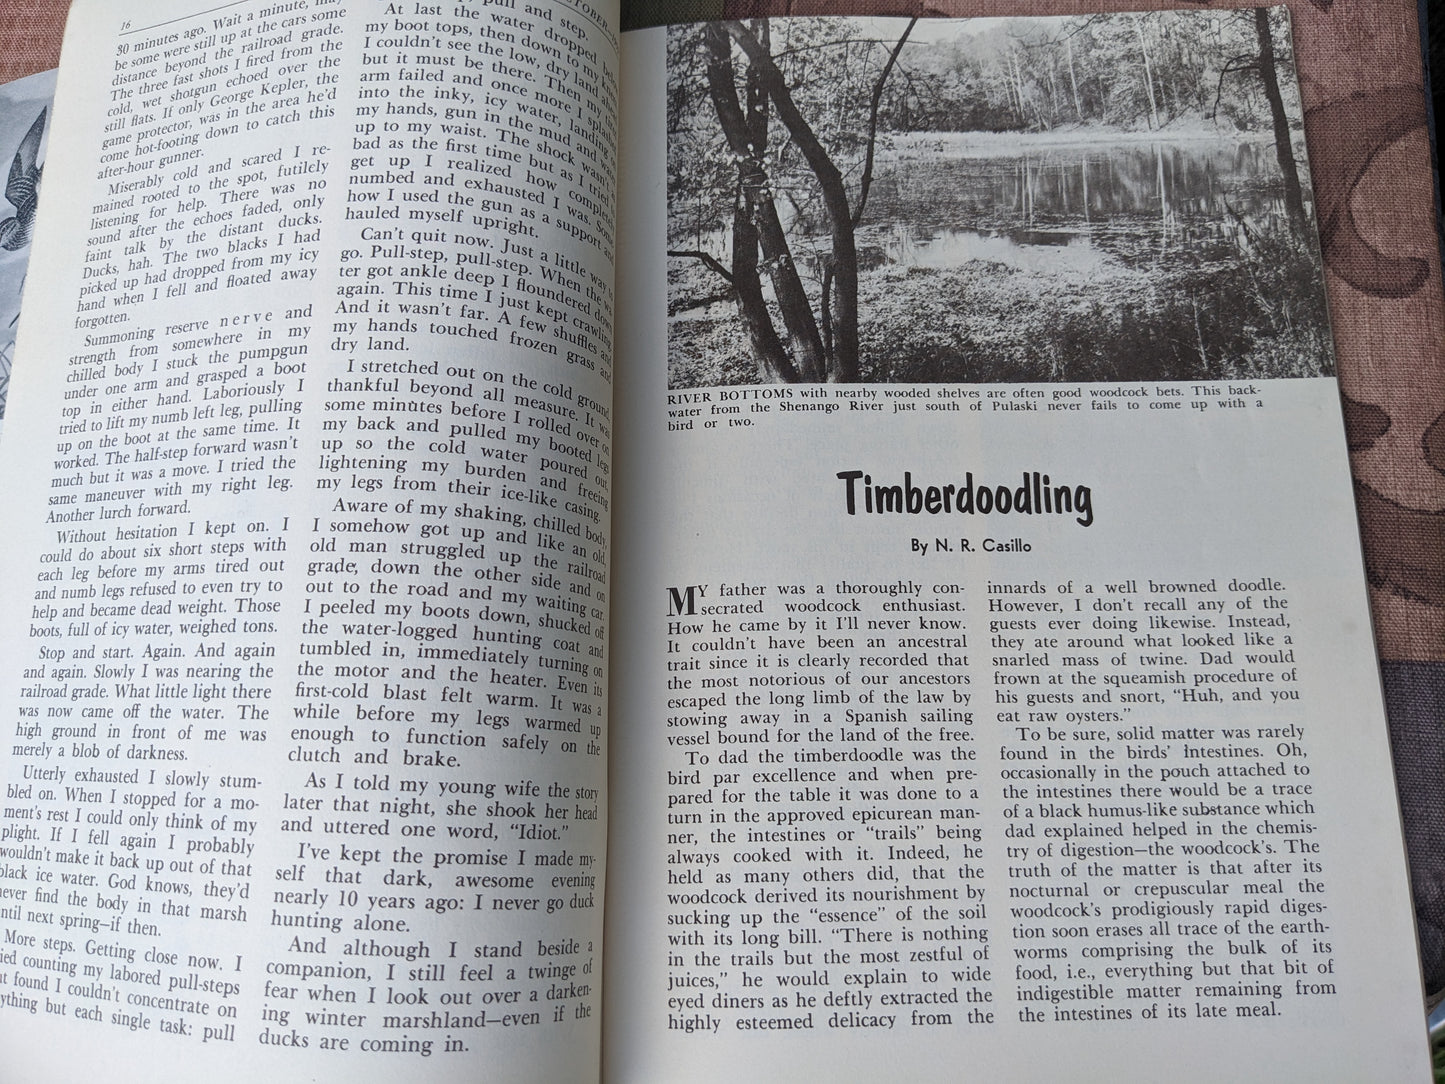 16
30 minutes ago. Wait a minute, may
be some were still up at the cars some
distance beyond the railroad grade.
The three fast shots I fired from the
cold, wet shotgun echoed over the
still flats. If only George Kepler, the
game protector, was in the area he'd
come hot-footing down to catch this
after-hour gunner.
Miserably cold and scared I re-
mained rooted to the spot, futilely
listening for help. There was no
sound after the echoes faded, only
faint talk by the distant ducks.
Ducks, hah. The two blacks I had
picked up had dropped from my icy
hand when I fell and floated away
forgotten.
Summoning reserve nerve and
strength from somewhere in my
chilled body I stuck the pumpgun
under one arm and grasped a boot
top in either hand. Laboriously I
tried to lift my numb left leg, pulling
up on the boot at the same time. It
worked. The half-step forward wasn't
much but it was a move. I tried the
same maneuver with my right leg.
Another lurch forward.
Without hesitation I kept on. I
could do about six short steps with
each leg before my arms tired out
and numb legs refused to even try to
help and became dead weight. Those
boots, full of icy water, weighed tons.
Stop and start. Again. And again
and again. Slowly I was nearing the
railroad grade. What little light there
was now came off the water. The
high ground in front of me was
merely a blob of darkness.
Utterly exhausted I slowly stum-
bled on. When I stopped for a mo-
ment's rest I could only think of my
plight. If I fell again I probably
wouldn't make it back up out of that
black ice water. God knows, they'd
never find the body in that marsh
until next spring—if then.
More steps. Getting close now. I
ied counting my labored pull-steps
ut found I couldn't concentrate on
ything but each single task: pull
pull and step.
At last the water dropped below
my boot tops, then down to my knees.
I couldn't see the low, dry land ahead
but it must be there. Then my
arm failed and once more I splashed
into the inky, icy water, landing on
my hands, gun in the mud and water
up to my waist. The shock wasn't as
bad as the first time but as I tried to
get up I realized how completely
numbed and exhausted I was. Some
how I used the gun as a support and
hauled myself upright.
Can't quit now. Just a little way to
go. Pull-step, pull-step. When the wa-
ter got ankle deep I floundered down
again. This time I just kept crawling
And it wasn't far. A few shuffles and
my hands touched frozen grass and
dry land.
I stretched out on the cold ground,
thankful beyond all measure. It was
some minutes before I rolled over on
my back and pulled my booted legs
up so the cold water poured out,
lightening my burden and freeing
my legs from their ice-like casing.
Aware of my shaking, chilled body,
I somehow got up and like an old,
old man struggled up the railroad
grade, down the other side and on
out to the road and my waiting car.
I peeled my boots down, shucked off
the water-logged hunting coat and
tumbled in, immediately turning on
the motor and the heater. Even its
first-cold blast felt warm. It was a
while before my legs warmed up
enough to function safely on the
clutch and brake.
As I told my young wife the story
later that night, she shook her head
and uttered one word, “Idiot.”
I've kept the promise I made my-
self that dark, awesome evening
nearly 10 years ago: I never go duck
hunting alone.
And although I stand beside a
companion, I still feel a twinge of
fear when I look out over a darken-
ing winter marshland—even if the
ducks are coming in.
RIVER BOTTOMS with nearby wooded shelves are often good woodcock bets. This back-
water from the Shenango River just south of Pulaski never fails to come up with a
bird or two.
Timberdoodling
By N. R. Casillo
MY father was a thoroughly con-
secrated woodcock enthusiast.
How he came by it I'll never know.
It couldn't have been an ancestral
trait since it is clearly recorded that
the most notorious of our ancestors
escaped the long limb of the law by
stowing away in a Spanish sailing
vessel bound for the land of the free.
To dad the timberdoodle was the
bird par excellence and when pre-
pared for the table it was done to a
turn in the approved epicurean man-
ner, the intestines or “trails” being
always cooked with it. Indeed, he
held as many others did, that the
woodcock derived its nourishment by
sucking up the “essence” of the soil
with its long bill. “There is nothing
in the trails but the most zestful of
juices,” he would explain to wide
eyed diners as he deftly extracted the
highly esteemed delicacy from the
innards of a well browned doodle.
However, I don't recall any of the
guests ever doing likewise. Instead,
they ate around what looked like a
snarled mass of twine. Dad would
frown at the squeamish procedure of
his guests and snort, “Huh, and you
eat raw oysters.”
To be sure, solid matter was rarely
found in the birds' intestines. Oh,
occasionally in the pouch attached to
the intestines there would be a trace
of a black humus-like substance which
dad explained helped in the chemis-
try of digestion—the woodcock's. The
truth of the matter is that after its
nocturnal or crepuscular meal the
woodcock's prodigiously rapid diges-
tion soon erases all trace of the earth-
worms comprising the bulk of its
food, i.e., everything but that bit of
indigestible matter remaining from
the intestines of its late meal.